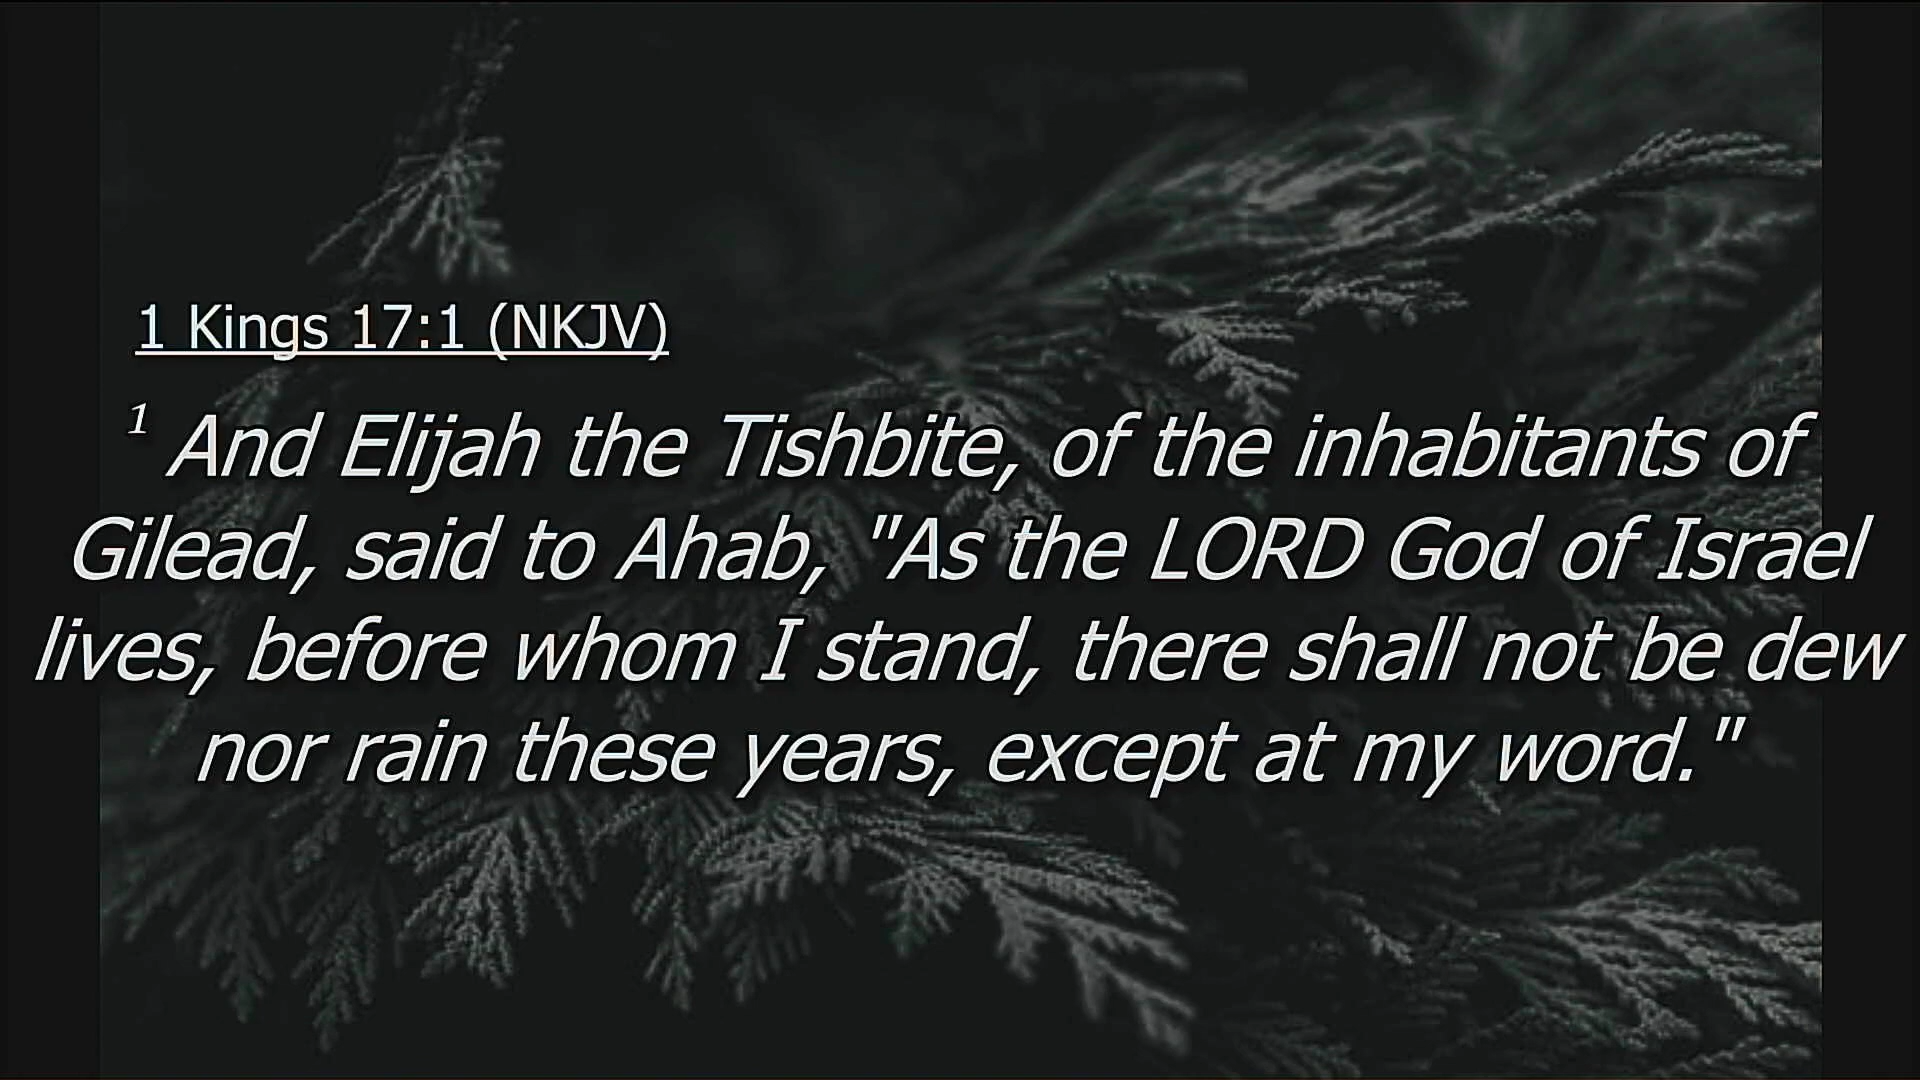 1 Kings 17:1 (NKJV)
1 And Elijah the Tishbite, of the inhabitants of
Gilead, said to Ahab, "As the LORD God of Israel
lives, before whom I stand, there shall not be dew
nor rain these years, except at my word."